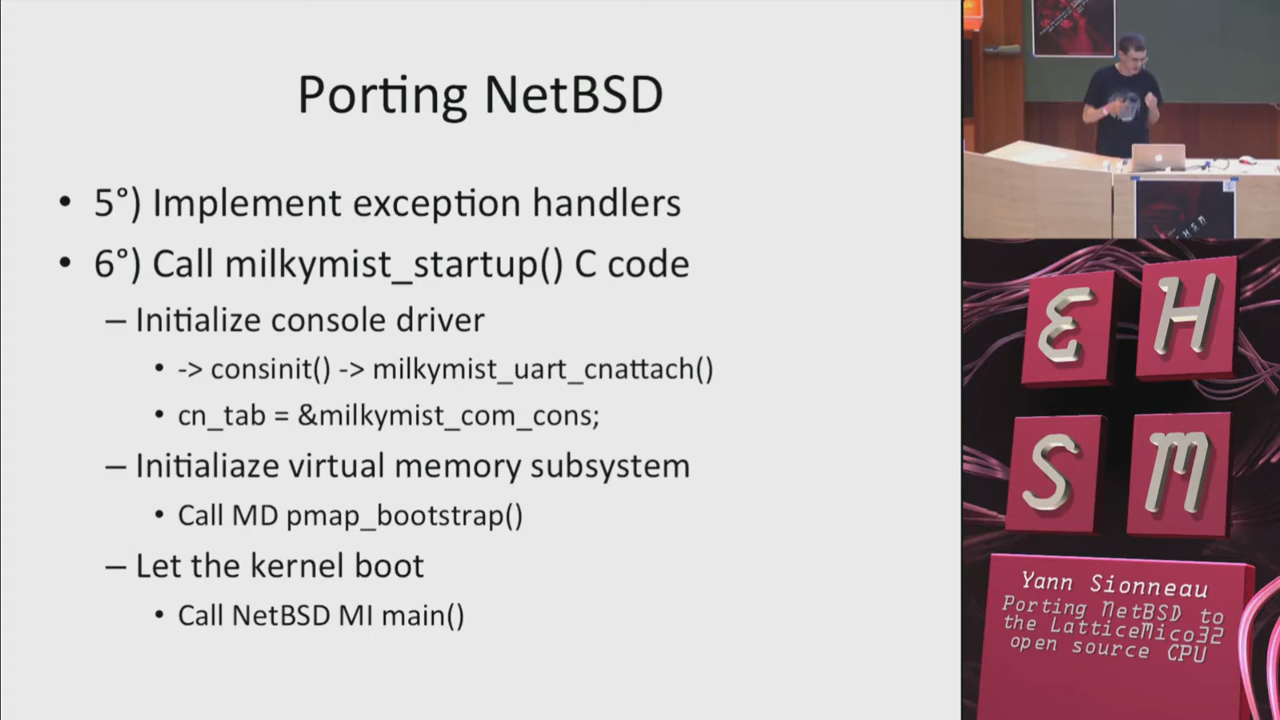 Porting NetBSD
• 5°) Implement exception handlers
• 6°) Call milkymist_startup() C code
– Initialize console driver
• -> consinit() -> milkymist_uart_cnattach()
• cn_tab = &milkymist_com_cons;
– Initialiaze virtual memory subsystem
• Call MD pmap_bootstrap()
– Let the kernel boot
• Call NetBSD MI main()
E H
S M
Yann Sionneau
Porting NetBSD to
the LatticeMico32
open source CPU